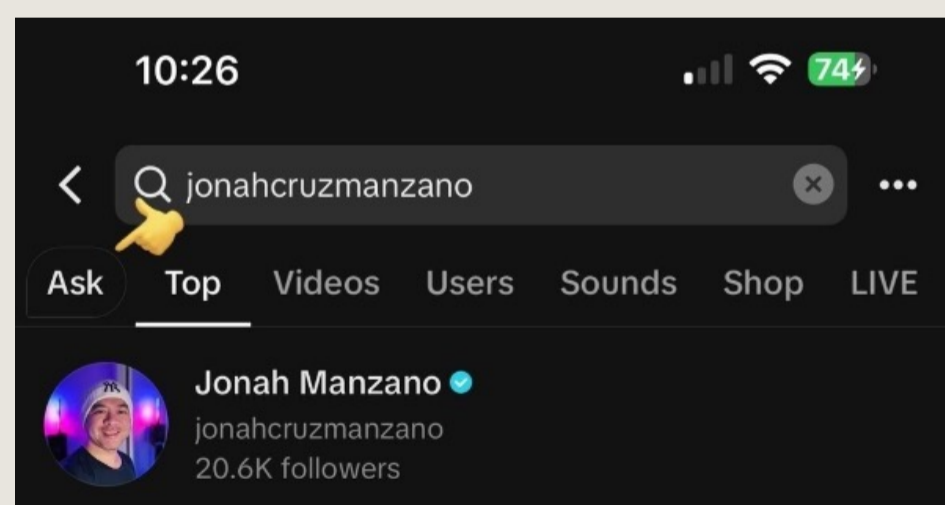 10:26 74
jonahcruzmanzano
Ask Top Videos Users Sounds Shop LIVE
Jonah Manzano
jonahcruzmanzano
20.6K followers